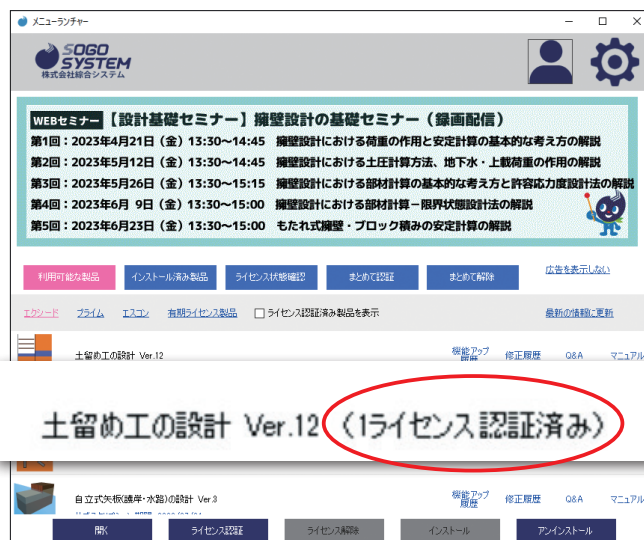 メニューランチャー
SOGO
SYSTEM
株式会社綜合システム
WEBセミナー【設計基礎セミナー】擁壁設計の基礎セミナー（録画配信）
第1回：2023年4月21日（金）13:30～14:45 擁壁設計における荷重の作用と安定計算の基本的な考え方の解説
第2回：2023年5月12日（金）13:30～14:45 擁壁設計における土圧計算方法、地下水・上載荷重の作用の解説
第3回：2023年5月26日（金）13:30～15:15 擁壁設計における部材計算の基本的な考え方と許容応力度設計法の解説
第4回：2023年6月 9日（金）13:30～15:00 擁壁設計における部材計算－限界状態設計法の解説
第5回：2023年6月23日（金）13:30～15:00 もたれ式擁壁・ブロック積みの安定計算の解説
利用可能な製品 インストール済み製品 ライセンス状態確認 まとめて認証 まとめて解除 広告を表示しない
エクシード プライム エスコン 有期ライセンス製品 ライセンス認証済み製品を表示 最新の情報に更新
土留め工の設計 Ver.12 機能アップ履歴 修正履歴 Q&A マニュアル
土留め工の設計 Ver.12（1ライセンス認証済み）
自立式矢板(護岸・水路)の設計 Ver.3 機能アップ履歴 修正履歴 Q&A マニュアル
開く ライセンス認証 ライセンス解除 インストール アンインストール